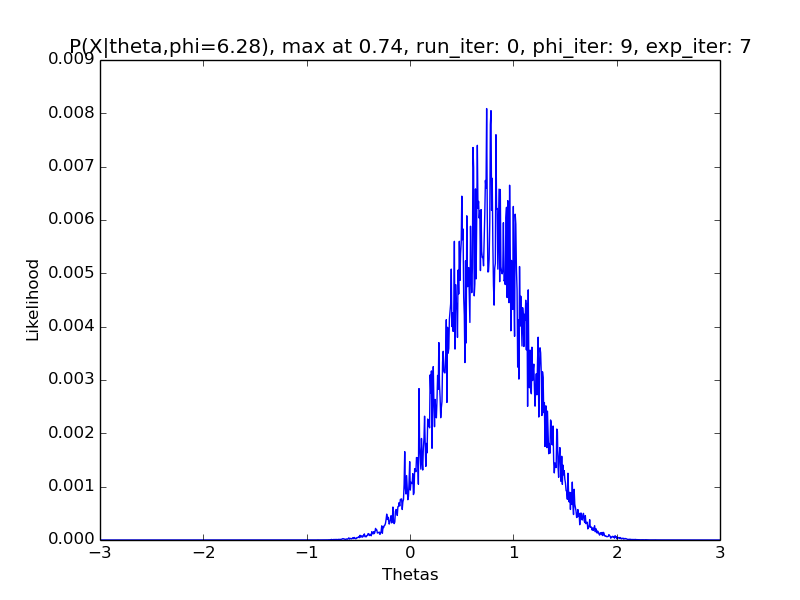 P(X|theta,phi=6.28), max at 0.74, run_iter: 0, phi_iter: 9, exp_iter: 7
0.009
0.008
0.007
0.006
0.005
0.004
0.003
0.002
0.001
0.000
Likelihood
−3 −2 −1 0 1 2 3
Thetas